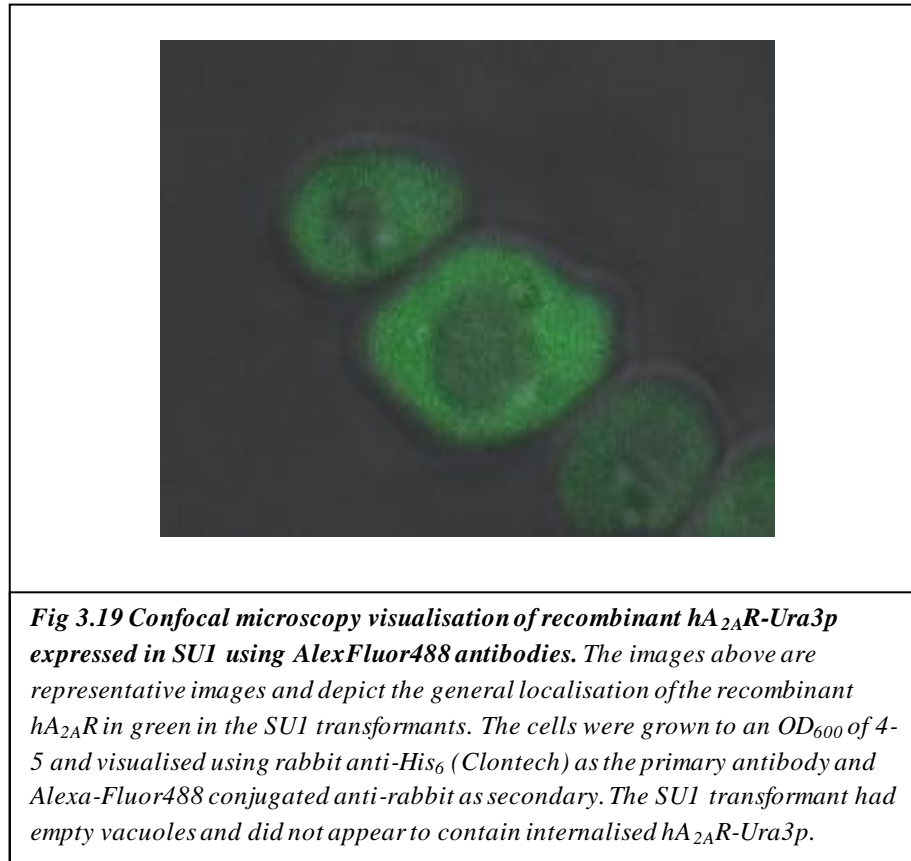 Fig 3.19 Confocal microscopy visualisation of recombinant hA2AR-Ura3p
expressed in SU1 using AlexFluor488 antibodies. The images above are
representative images and depict the general localisation of the recombinant
hA2AR in green in the SU1 transformants. The cells were grown to an OD600 of 4-
5 and visualised using rabbit anti-His6 (Clontech) as the primary antibody and
Alexa-Fluor488 conjugated anti-rabbit as secondary. The SU1 transformant had
empty vacuoles and did not appear to contain internalised hA2AR-Ura3p.